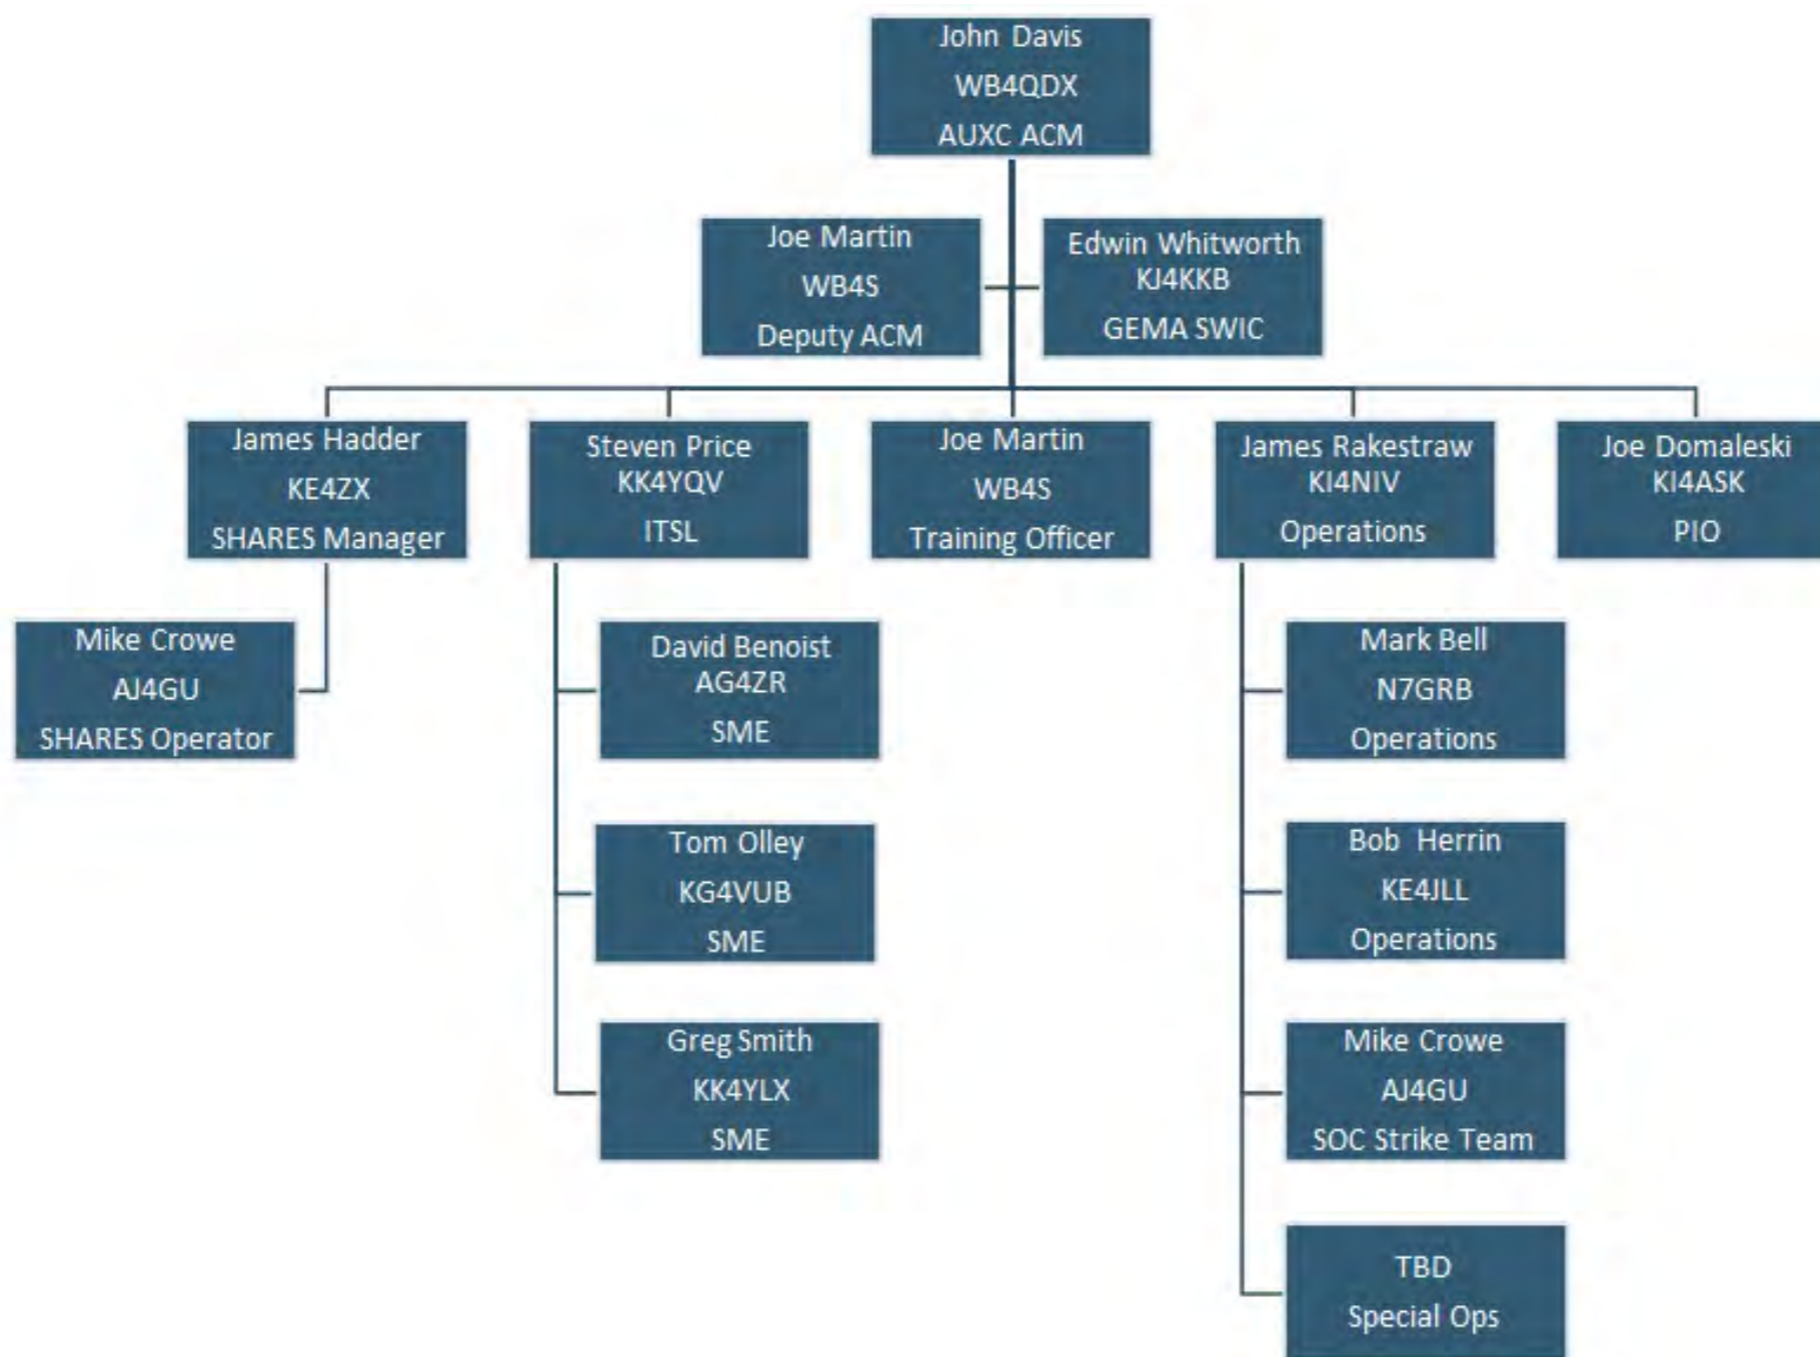 John Davis
WB4QDX
AUXC ACM
Joe Martin
WB4S
Deputy ACM
Edwin Whitworth
KJ4KKB
GEMA SWIC
James Hadder
KE4ZX
SHARES Manager
Steven Price
KK4YQV
ITSL
Joe Martin
WB4S
Training Officer
James Rakestraw
KI4NIV
Operations
Joe Domaleski
KI4ASK
PIO
Mike Crowe
AJ4GU
SHARES Operator
David Benoist
AG4ZR
SME
Tom Olley
KG4VUB
SME
Greg Smith
KK4YLX
SME
Mark Bell
N7GRB
Operations
Bob Herrin
KE4JLL
Operations
Mike Crowe
AJ4GU
SOC Strike Team
TBD
Special Ops